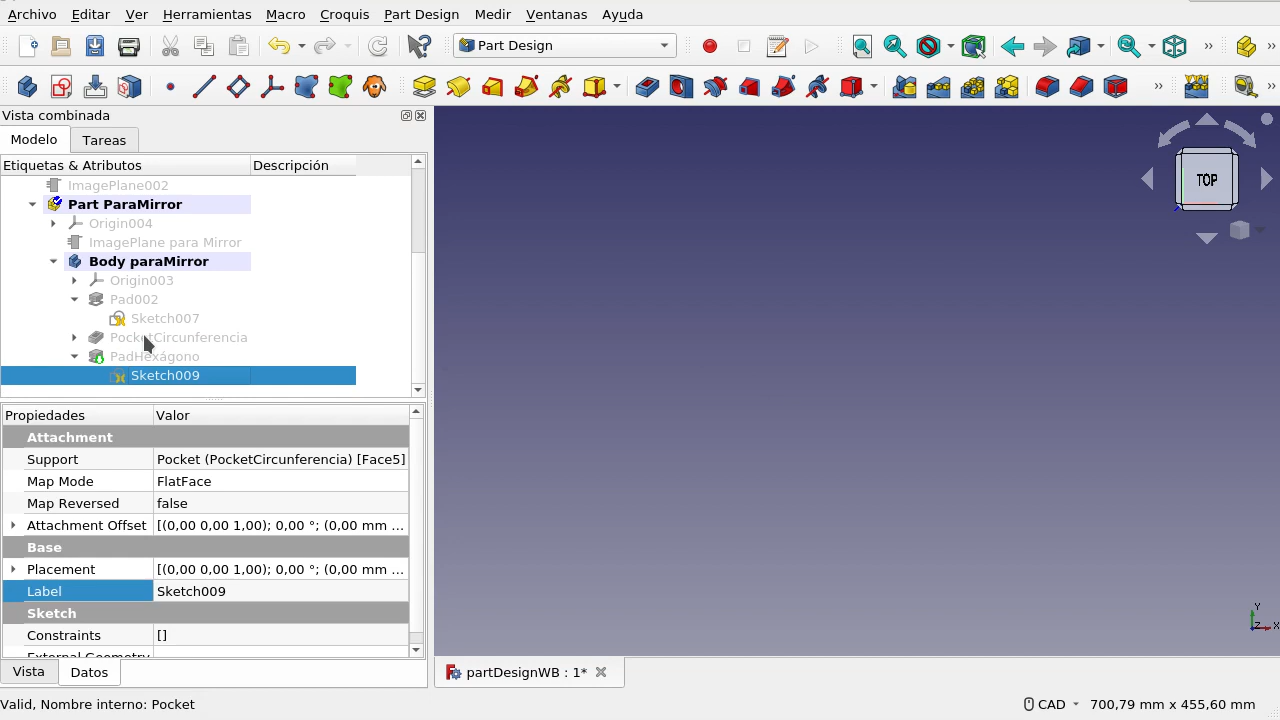 Archivo Editar Ver Herramientas Macro Croquis Part Design Medir Ventanas Ayuda
Part Design
Vista combinada
Modelo Tareas
Etiquetas & Atributos Descripción
ImagePlane002
Part ParaMirror
Origin004
ImagePlane para Mirror
Body paraMirror
Origin003
Pad002
Sketch007
PocketCircunferencia
PadHexágono
Sketch009
Propiedades Valor
Attachment
Support Pocket (PocketCircunferencia) [Face5]
Map Mode FlatFace
Map Reversed false
Attachment Offset [(0,00 0,00 1,00); 0,00 °; (0,00 mm ...
Base
Placement [(0,00 0,00 1,00); 0,00 °; (0,00 mm ...
Label Sketch009
Sketch
Constraints []
External Geometry
Vista Datos
TOP
Y
Z X
partDesignWB : 1*
Valid, Nombre interno: Pocket
CAD 700,79 mm x 455,60 mm